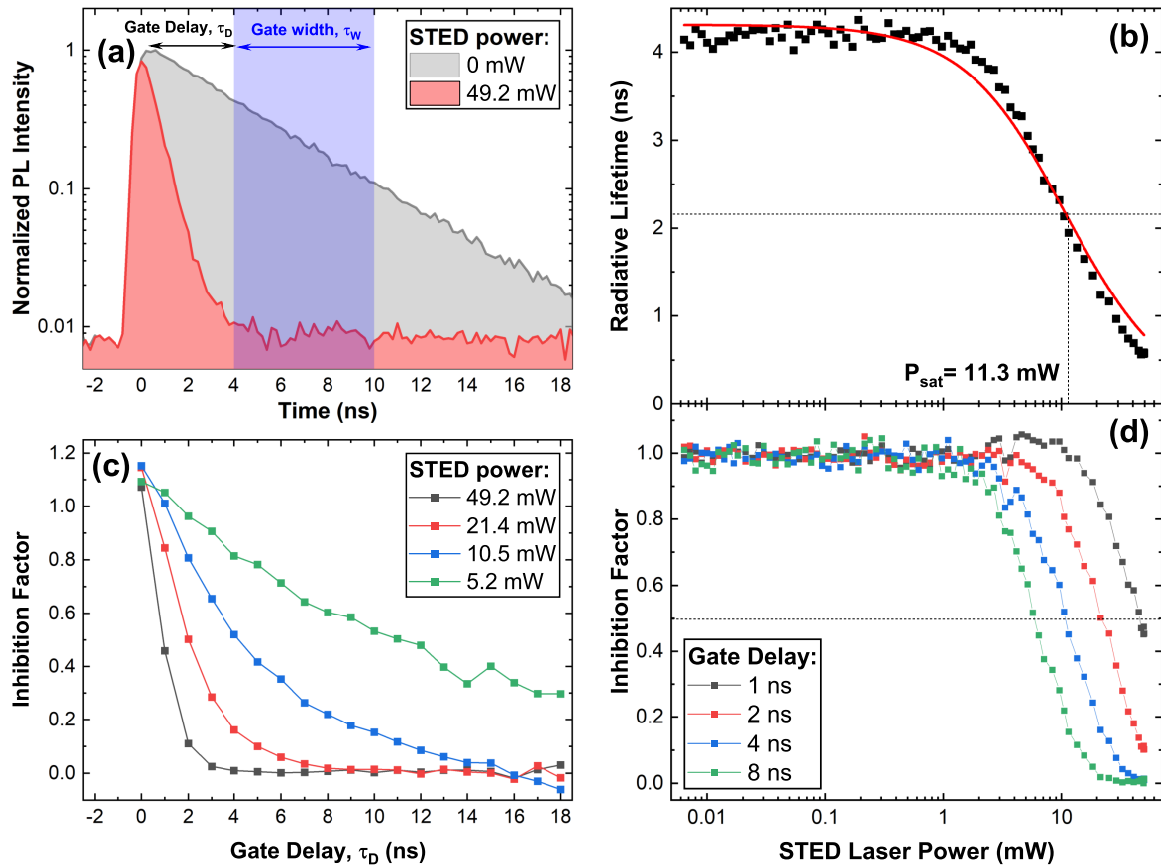 Gate Delay, τD
Gate width, τW
(a)
STED power:
0 mW
49.2 mW
1
0.1
0.01
Normalized PL Intensity
-2 0 2 4 6 8 10 12 14 16 18
Time (ns)
(b)
4
3
2
1
0
Radiative Lifetime (ns)
Psat= 11.3 mW
(c)
STED power:
49.2 mW
21.4 mW
10.5 mW
5.2 mW
1.2
1.0
0.8
0.6
0.4
0.2
0.0
Inhibition Factor
-2 0 2 4 6 8 10 12 14 16 18
Gate Delay, τD (ns)
(d)
1.0
0.8
0.6
0.4
0.2
0.0
Inhibition Factor
Gate Delay:
1 ns
2 ns
4 ns
8 ns
0.01 0.1 1 10
STED Laser Power (mW)